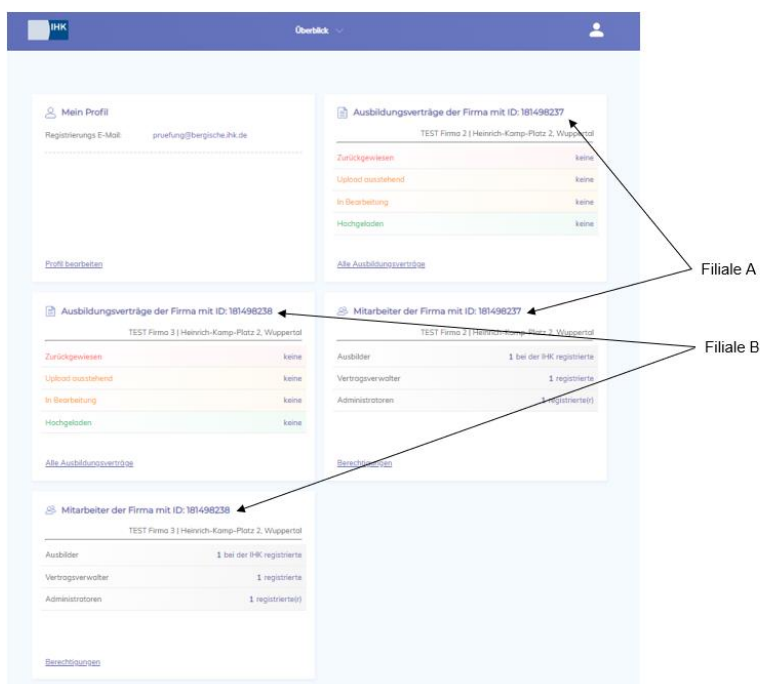 IHK
Überblick
Mein Profil
Registrierungs E-Mail: pruefung@bergische.ihk.de
Profil bearbeiten
Ausbildungsverträge der Firma mit ID: 181498237
TEST Firma 2 | Heinrich-Kamp-Platz 2, Wuppertal
Zurückgewiesen keine
Upload ausstehend keine
In Bearbeitung keine
Hochgeladen keine
Alle Ausbildungsverträge
Filiale A
Ausbildungsverträge der Firma mit ID: 181498238
TEST Firma 3 | Heinrich-Kamp-Platz 2, Wuppertal
Zurückgewiesen keine
Upload ausstehend keine
In Bearbeitung keine
Hochgeladen keine
Alle Ausbildungsverträge
Mitarbeiter der Firma mit ID: 181498237
TEST Firma 2 | Heinrich-Kamp-Platz 2, Wuppertal
Ausbilder 1 bei der IHK registrierte
Vertragsverwalter 1 registrierte
Administratoren 1 registrierte(r)
Berechtigungen
Filiale B
Mitarbeiter der Firma mit ID: 181498238
TEST Firma 3 | Heinrich-Kamp-Platz 2, Wuppertal
Ausbilder 1 bei der IHK registrierte
Vertragsverwalter 1 registrierte
Administratoren 1 registrierte(r)
Berechtigungen